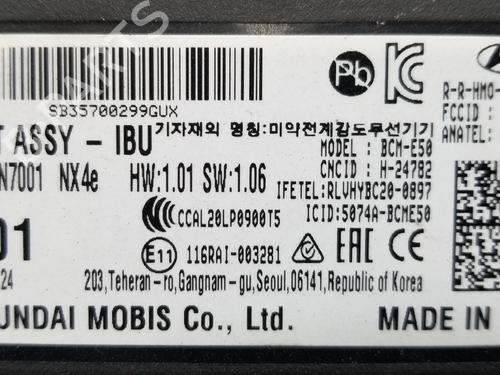 SB35700299GUX
Pb
R-R-HMO-
FCC ID :
ANATEL :
T ASSY - IBU
기자재의 명칭:미약전계강도무선기기
N7001 NX4e
HW:1.01 SW:1.06
MODEL : BCM-E50
CNCID : H-24782
IFETEL:RLVHYBC20-0897
ICID:5074A-BCME50
01
CCAL20LP0900T5
E11 116RAI-003281
EAC CE
24
203, Teheran-ro, Gangnam-gu, Seoul, 06141, Republic of Korea
UNDAI MOBIS Co., Ltd.
MADE IN